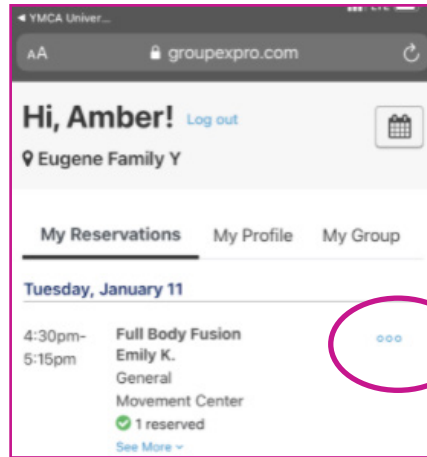 ◀ YMCA Univer...
LTE
AA groupexpro.com
Hi, Amber! Log out
Eugene Family Y
My Reservations My Profile My Group
Tuesday, January 11
4:30pm- Full Body Fusion
5:15pm Emily K.
General
Movement Center
1 reserved
See More